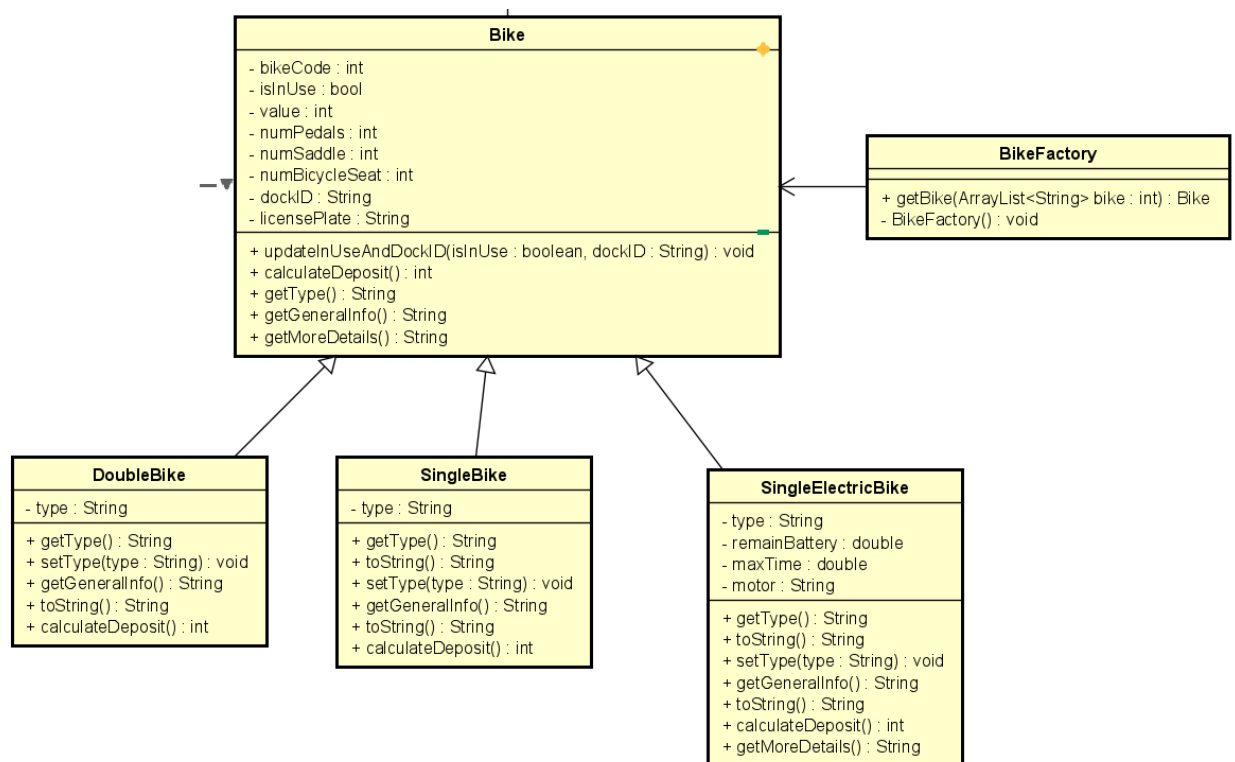 Bike
- bikeCode : int
- isInUse : bool
- value : int
- numPedals : int
- numSaddle : int
- numBicycleSeat : int
- dockID : String
- licensePlate : String
+ updateInUseAndDockID(isInUse : boolean, dockID : String) : void
+ calculateDeposit() : int
+ getType() : String
+ getGeneralInfo() : String
+ getMoreDetails() : String
BikeFactory
+ getBike(ArrayList<String> bike : int) : Bike
- BikeFactory() : void
DoubleBike
- type : String
+ getType() : String
+ setType(type : String) : void
+ getGeneralInfo() : String
+ toString() : String
+ calculateDeposit() : int
SingleBike
- type : String
+ getType() : String
+ toString() : String
+ setType(type : String) : void
+ getGeneralInfo() : String
+ toString() : String
+ calculateDeposit() : int
SingleElectricBike
- type : String
- remainBattery : double
- maxTime : double
- motor : String
+ getType() : String
+ toString() : String
+ setType(type : String) : void
+ getGeneralInfo() : String
+ toString() : String
+ calculateDeposit() : int
+ getMoreDetails() : String